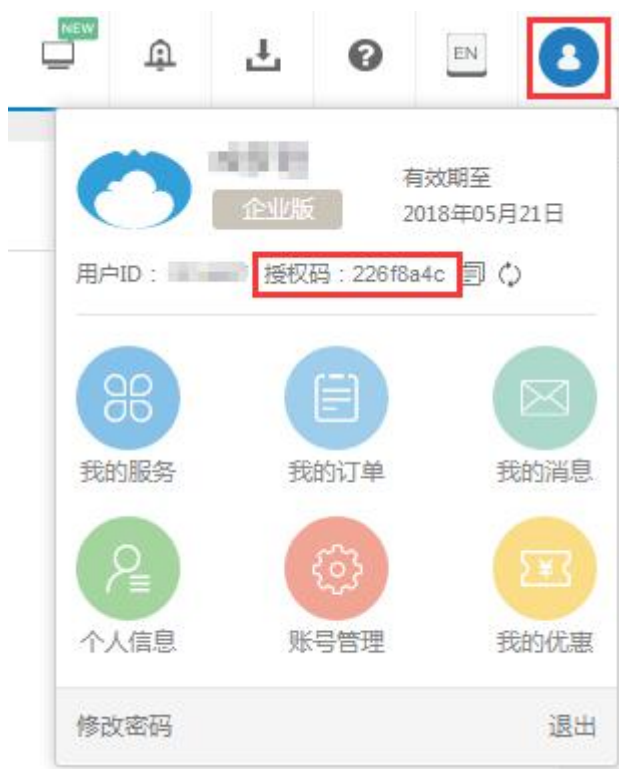 NEW
EN
有效期至
企业版
2018年05月21日
用户ID：
授权码：226f8a4c
我的服务
我的订单
我的消息
个人信息
账号管理
我的优惠
修改密码
退出